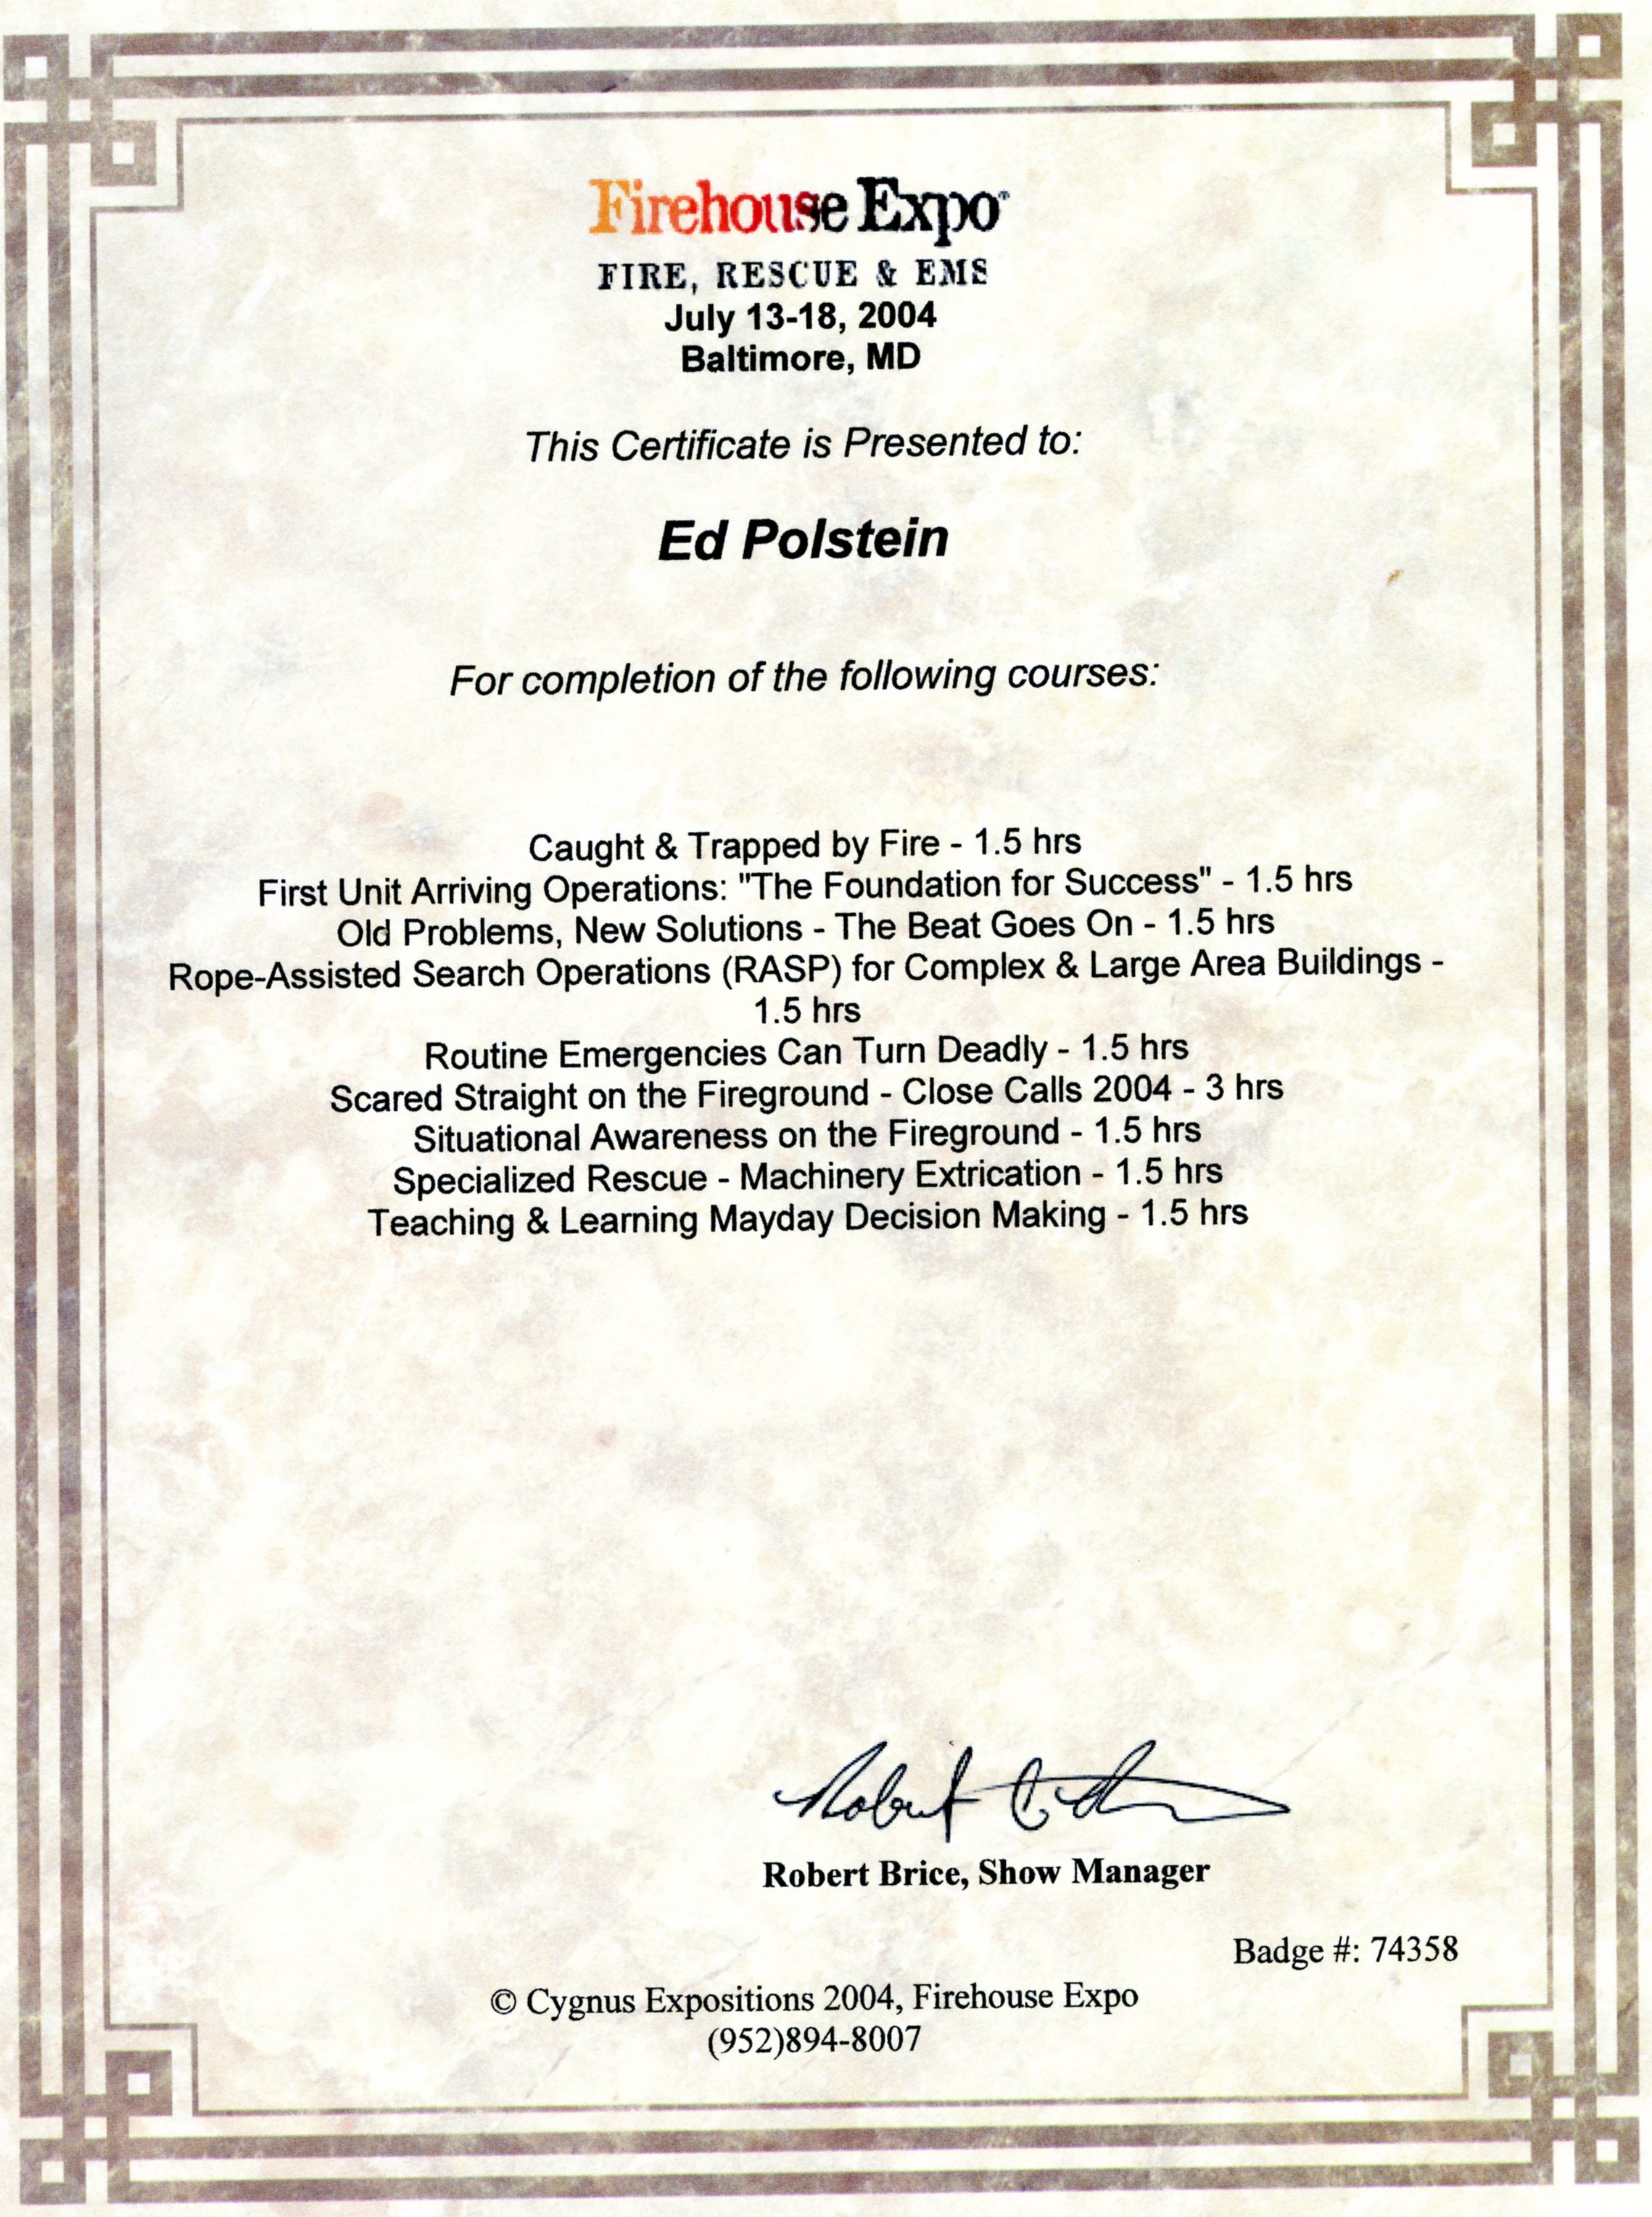 Firehouse Expo
FIRE, RESCUE & EMS
July 13-18, 2004
Baltimore, MD
This Certificate is Presented to:
Ed Polstein
For completion of the following courses:
Caught & Trapped by Fire - 1.5 hrs
First Unit Arriving Operations: "The Foundation for Success" - 1.5 hrs
Old Problems, New Solutions - The Beat Goes On - 1.5 hrs
Rope-Assisted Search Operations (RASP) for Complex & Large Area Buildings -
1.5 hrs
Routine Emergencies Can Turn Deadly - 1.5 hrs
Scared Straight on the Fireground - Close Calls 2004 - 3 hrs
Situational Awareness on the Fireground - 1.5 hrs
Specialized Rescue - Machinery Extrication - 1.5 hrs
Teaching & Learning Mayday Decision Making - 1.5 hrs
Robert
Robert Brice, Show Manager
Badge #: 74358
© Cygnus Expositions 2004, Firehouse Expo
(952)894-8007